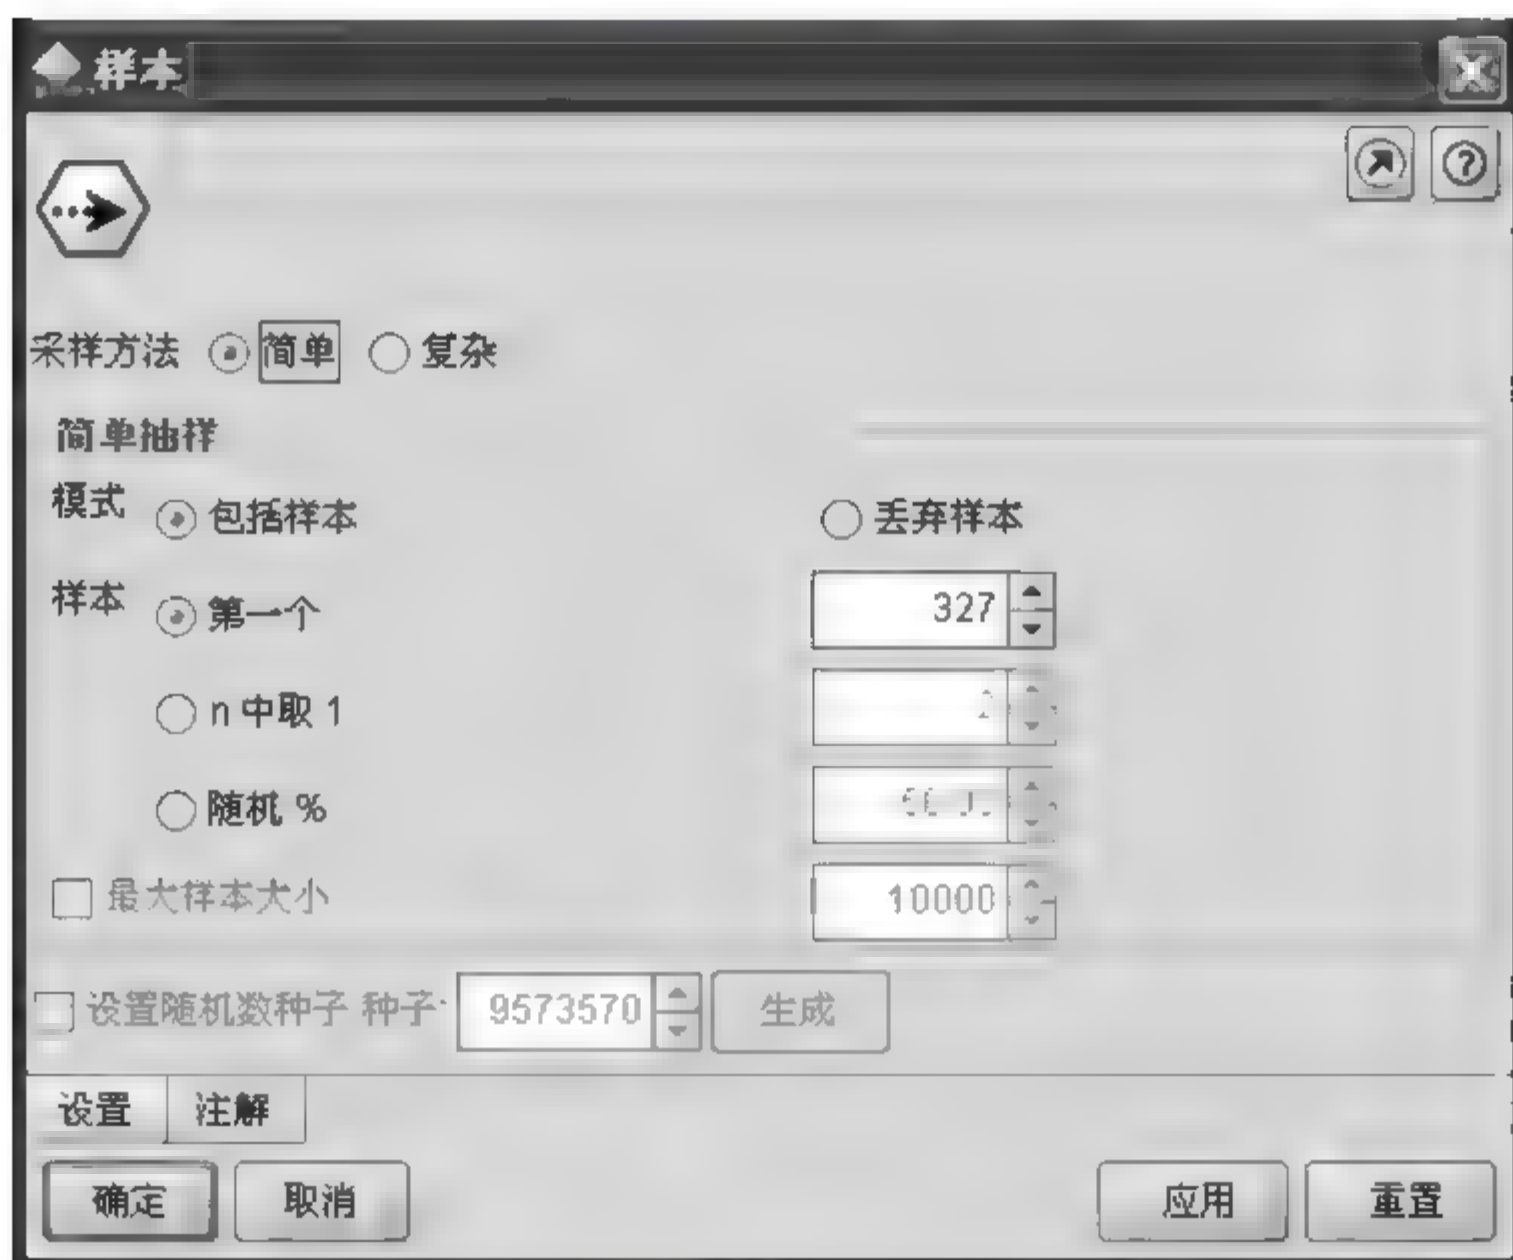 样本
采样方法 简单 复杂
简单抽样
模式 包括样本 丢弃样本
样本 第一个 327
n 中取 1 2
随机 %
最大样本大小 10000
设置随机数种子 种子: 9573570 生成
设置 注解
确定 取消 应用 重置